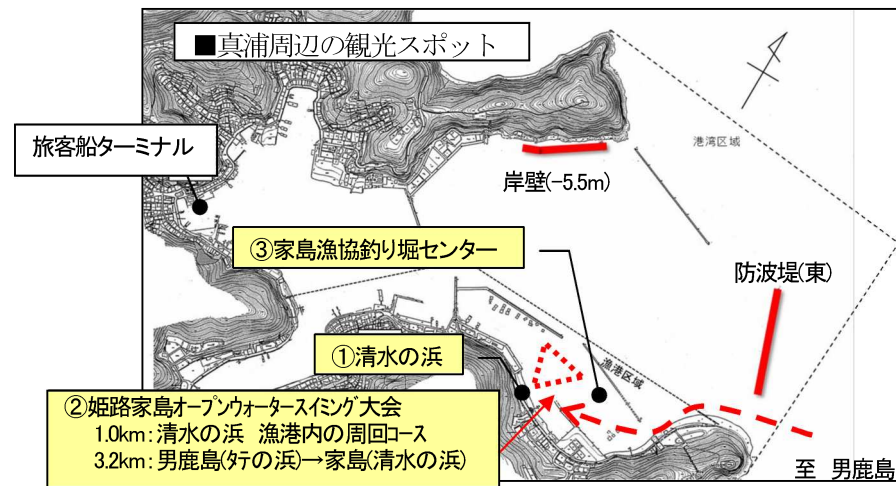 ■真浦周辺の観光スポット
旅客船ターミナル
港湾区域
岸壁(-5.5m)
③家島漁協釣り堀センター
防波堤(東)
①清水の浜
漁港区域
②姫路家島オープンウォータースイミング大会
1.0km:清水の浜 漁港内の周回コース
3.2km:男鹿島(タテの浜)→家島(清水の浜)
至 男鹿島